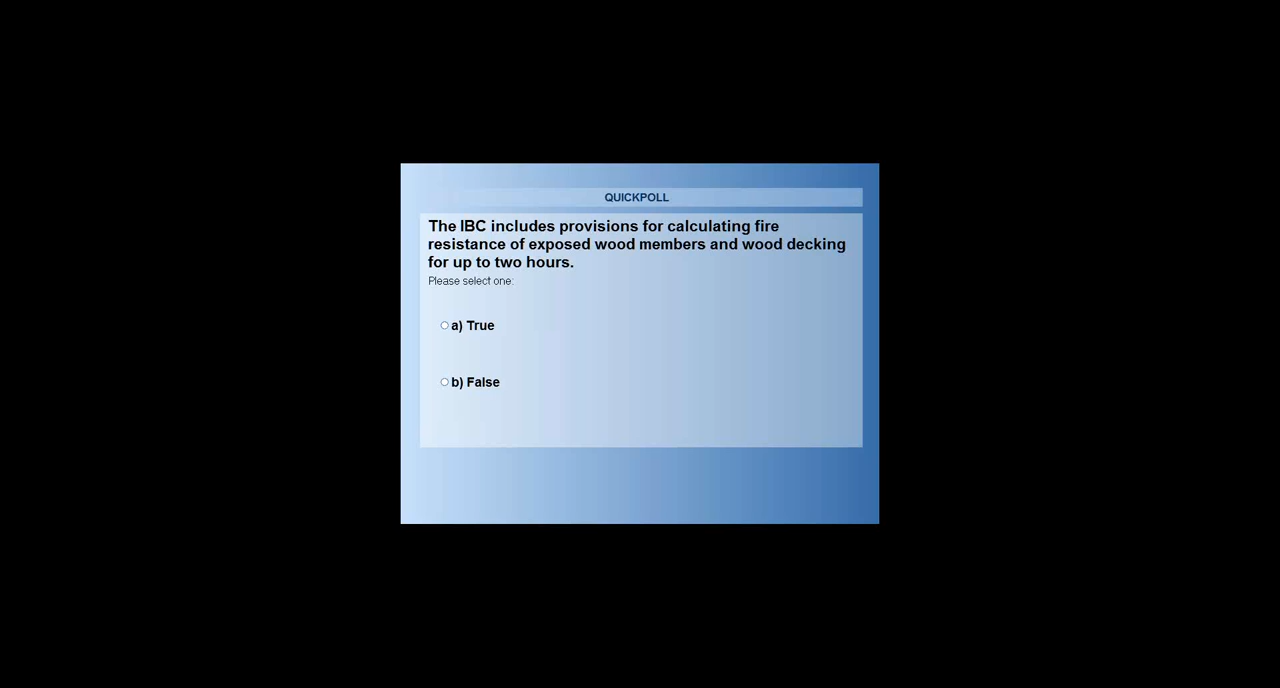 QUICKPOLL
The IBC includes provisions for calculating fire
resistance of exposed wood members and wood decking
for up to two hours.
Please select one:
a) True
b) False